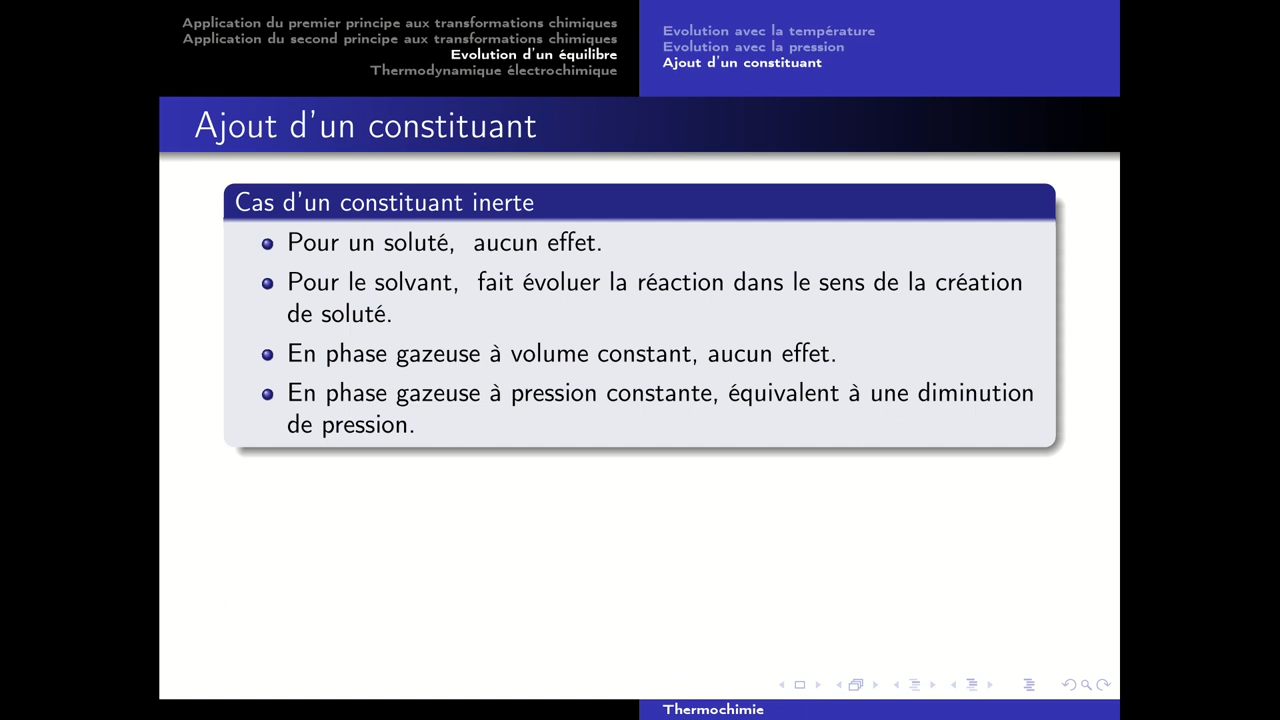 Application du premier principe aux transformations chimiques
Application du second principe aux transformations chimiques
Evolution d'un équilibre
Thermodynamique électrochimique
Evolution avec la température
Evolution avec la pression
Ajout d'un constituant
Ajout d'un constituant
Cas d'un constituant inerte
Pour un soluté, aucun effet.
Pour le solvant, fait évoluer la réaction dans le sens de la création
de soluté.
En phase gazeuse à volume constant, aucun effet.
En phase gazeuse à pression constante, équivalent à une diminution
de pression.
Thermochimie